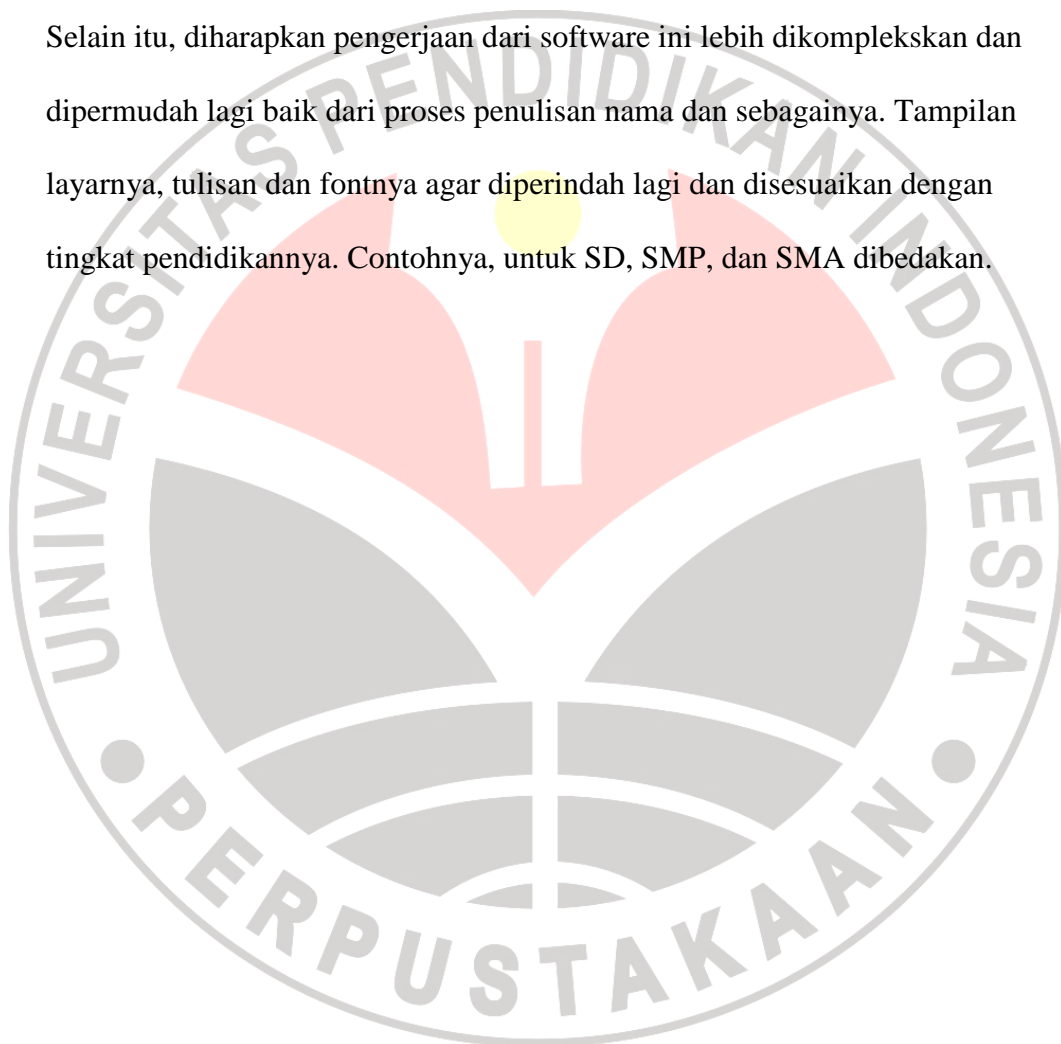 Selain itu, diharapkan pengerjaan dari software ini lebih dikomplekskan dan
dipermudah lagi baik dari proses penulisan nama dan sebagainya. Tampilan
layarnya, tulisan dan fontnya agar diperindah lagi dan disesuaikan dengan
tingkat pendidikannya. Contohnya, untuk SD, SMP, dan SMA dibedakan.
UNIVERSITAS PENDIDIKAN INDONESIA
PERPUSTAKAAN